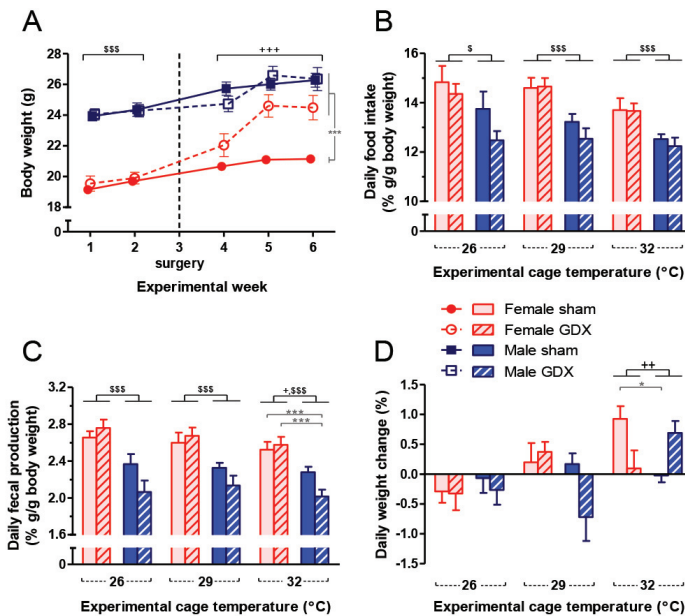 A
Body weight (g)
28
26
24
22
20
18
0
$$$
+++
***
1
2
3
4
5
6
surgery
Experimental week
B
Daily food intake
(% g/g body weight)
16
14
12
10
0
$
$$$
$$$
26
29
32
Experimental cage temperature (°C)
Female sham
Female GDX
Male sham
Male GDX
C
Daily fecal production
(% g/g body weight)
3.0
2.6
2.2
2.0
1.6
0
$$$
$$$
+,$$$
***
***
26
29
32
Experimental cage temperature (°C)
D
Daily weight change (%)
1.5
1.0
0.5
0.0
-0.5
-1.0
-1.5
++
*
26
29
32
Experimental cage temperature (°C)